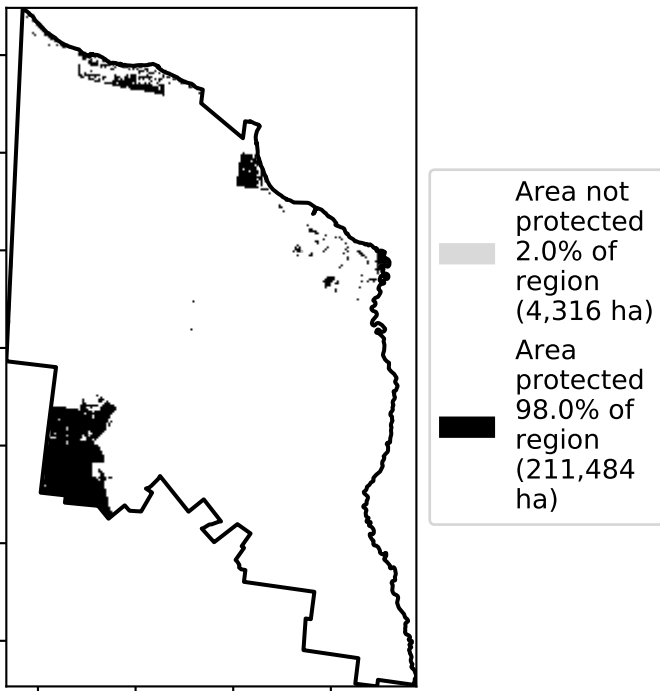 Area not
protected
2.0% of
region
(4,316 ha)
Area
protected
98.0% of
region
(211,484
ha)